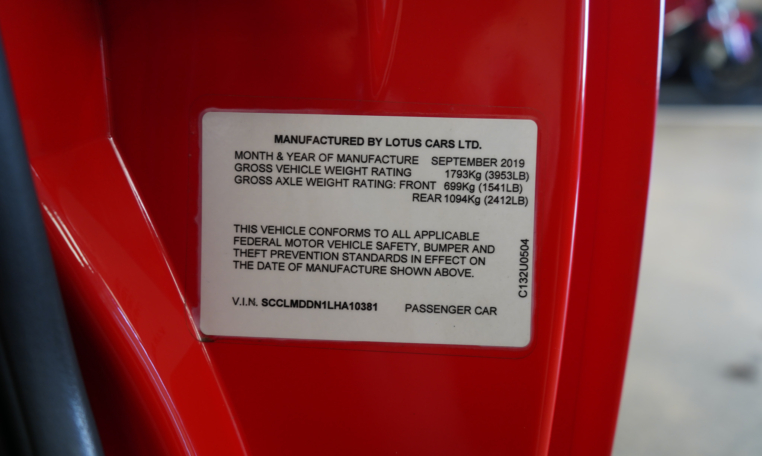 MANUFACTURED BY LOTUS CARS LTD.
MONTH & YEAR OF MANUFACTURE SEPTEMBER 2019
GROSS VEHICLE WEIGHT RATING 1793Kg (3953LB)
GROSS AXLE WEIGHT RATING: FRONT 699Kg (1541LB)
REAR 1094Kg (2412LB)
THIS VEHICLE CONFORMS TO ALL APPLICABLE
FEDERAL MOTOR VEHICLE SAFETY, BUMPER AND
THEFT PREVENTION STANDARDS IN EFFECT ON
THE DATE OF MANUFACTURE SHOWN ABOVE.
V.I.N. SCCLMDDN1LHA10381 PASSENGER CAR
C132U0504